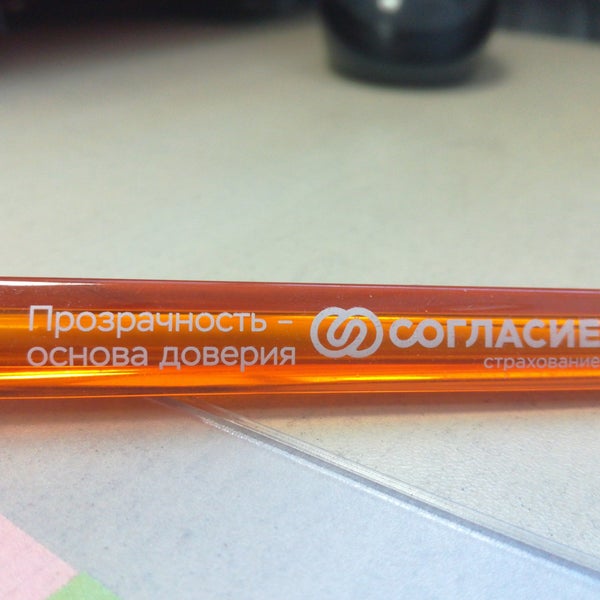 Прозрачность –
основа доверия
СОГЛАСИЕ
страхование